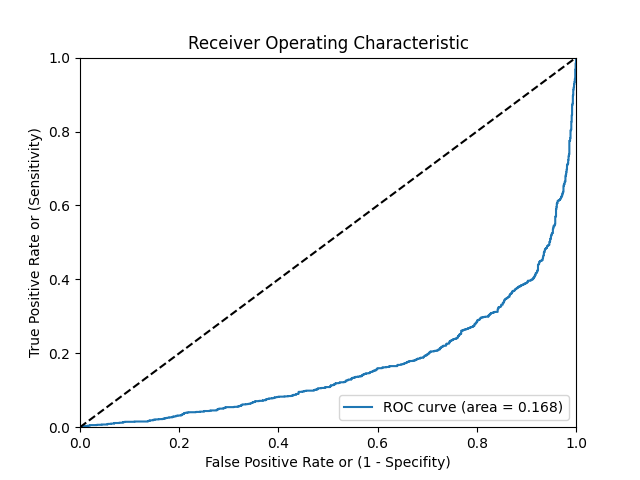 Receiver Operating Characteristic
1.0
0.8
0.6
0.4
0.2
0.0
True Positive Rate or (Sensitivity)
ROC curve (area = 0.168)
0.0 0.2 0.4 0.6 0.8 1.0
False Positive Rate or (1 - Specifity)